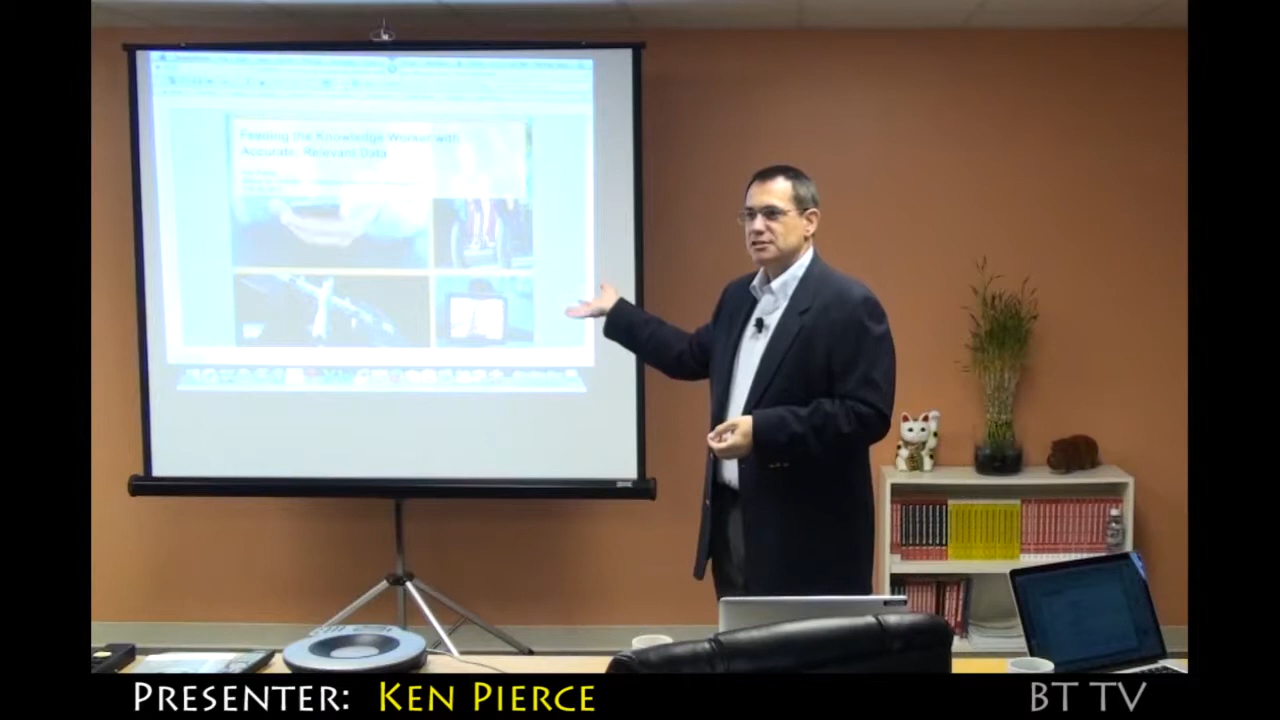 Feeding the Knowledge Worker with
Accurate, Relevant Data
PRESENTER: KEN PIERCE
BT TV